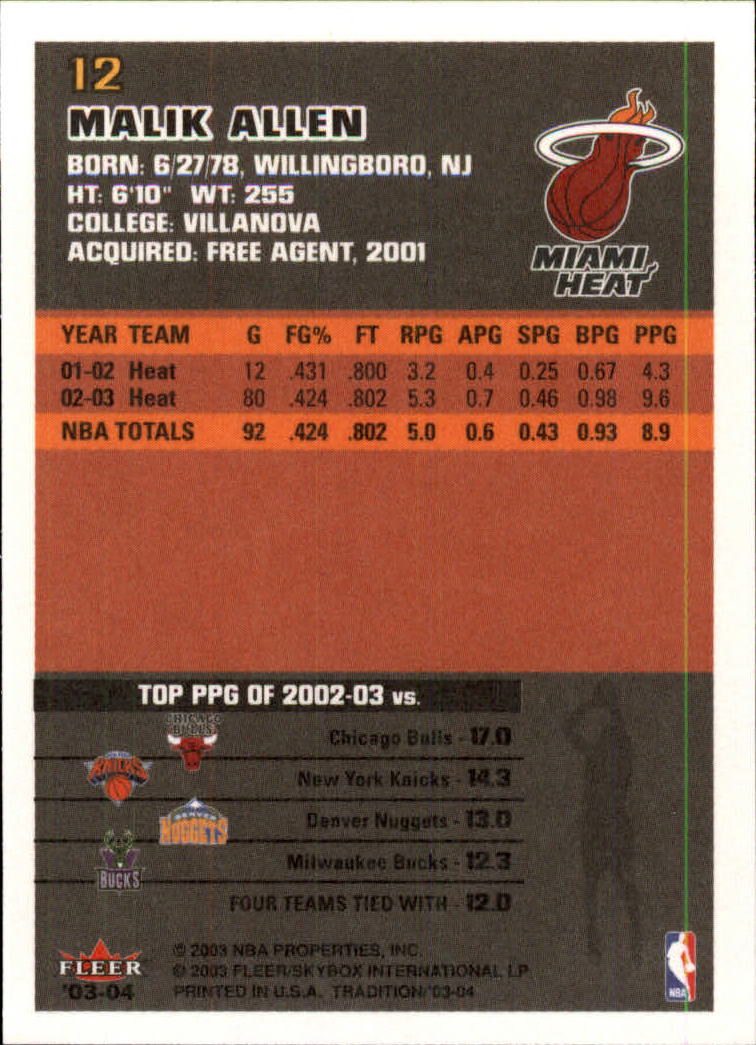 12
MALIK ALLEN
BORN: 6/27/78, WILLINGBORO, NJ
HT: 6'10" WT: 255
COLLEGE: VILLANOVA
ACQUIRED: FREE AGENT, 2001
MIAMI
HEAT
YEAR TEAM G FG% FT RPG APG SPG BPG PPG
01-02 Heat 12 .431 .800 3.2 0.4 0.25 0.67 4.3
02-03 Heat 80 .424 .802 5.3 0.7 0.46 0.98 9.6
NBA TOTALS 92 .424 .802 5.0 0.6 0.43 0.93 8.9
TOP PPG OF 2002-03 VS.
CHICAGO
BULLS
Chicago Bulls - 17.0
KNICKS
New York Knicks - 14.3
DENVER
NUGGETS
Denver Nuggets - 13.0
BUCKS
Milwaukee Bucks - 12.3
FOUR TEAMS TIED WITH - 12.0
FLEER
'03-04
© 2003 NBA PROPERTIES, INC.
© 2003 FLEER/SKYBOX INTERNATIONAL LP
PRINTED IN U.S.A. TRADITION/'03-04
NBA